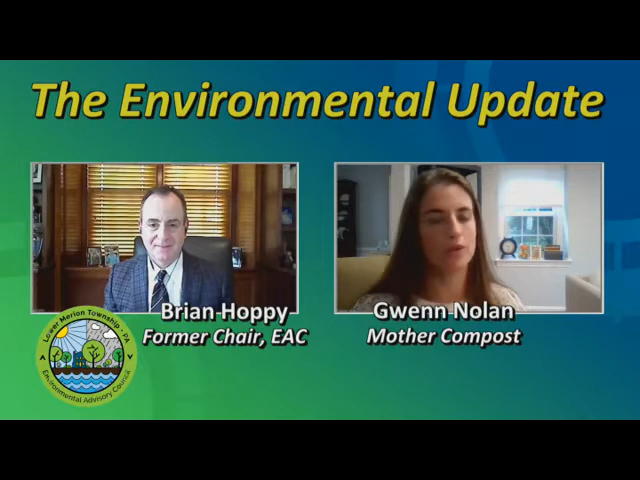 The Environmental Update
Brian Hoppy
Former Chair, EAC
Gwenn Nolan
Mother Compost
Lower Merion Township - PA
Environmental Advisory Council